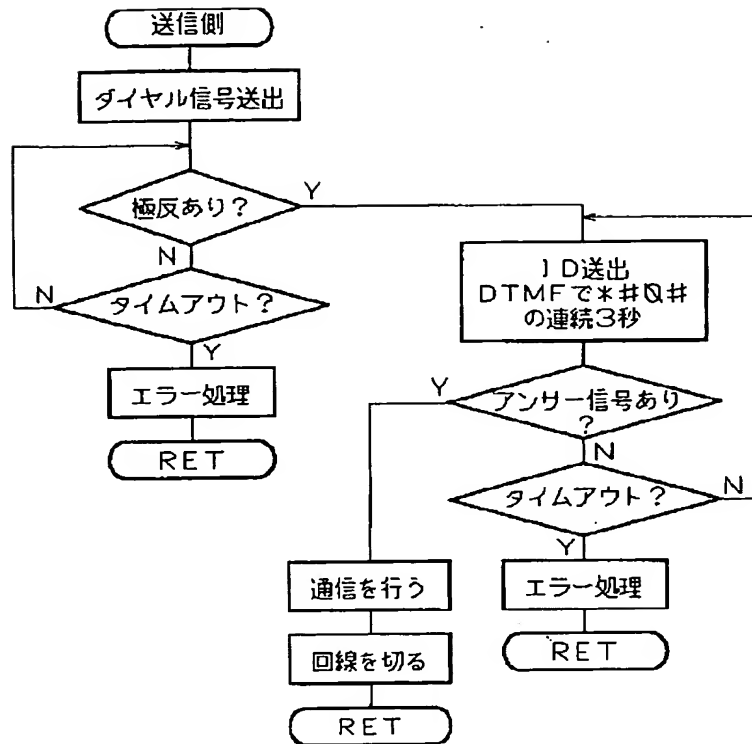 送信側
ダイヤル信号送出
極反あり？
Y
N
タイムアウト？
N
Y
エラー処理
RET
ID送出
DTMFで*#0#
の連続3秒
アンサー信号あり
？
Y
N
タイムアウト？
N
Y
エラー処理
RET
通信を行う
回線を切る
RET